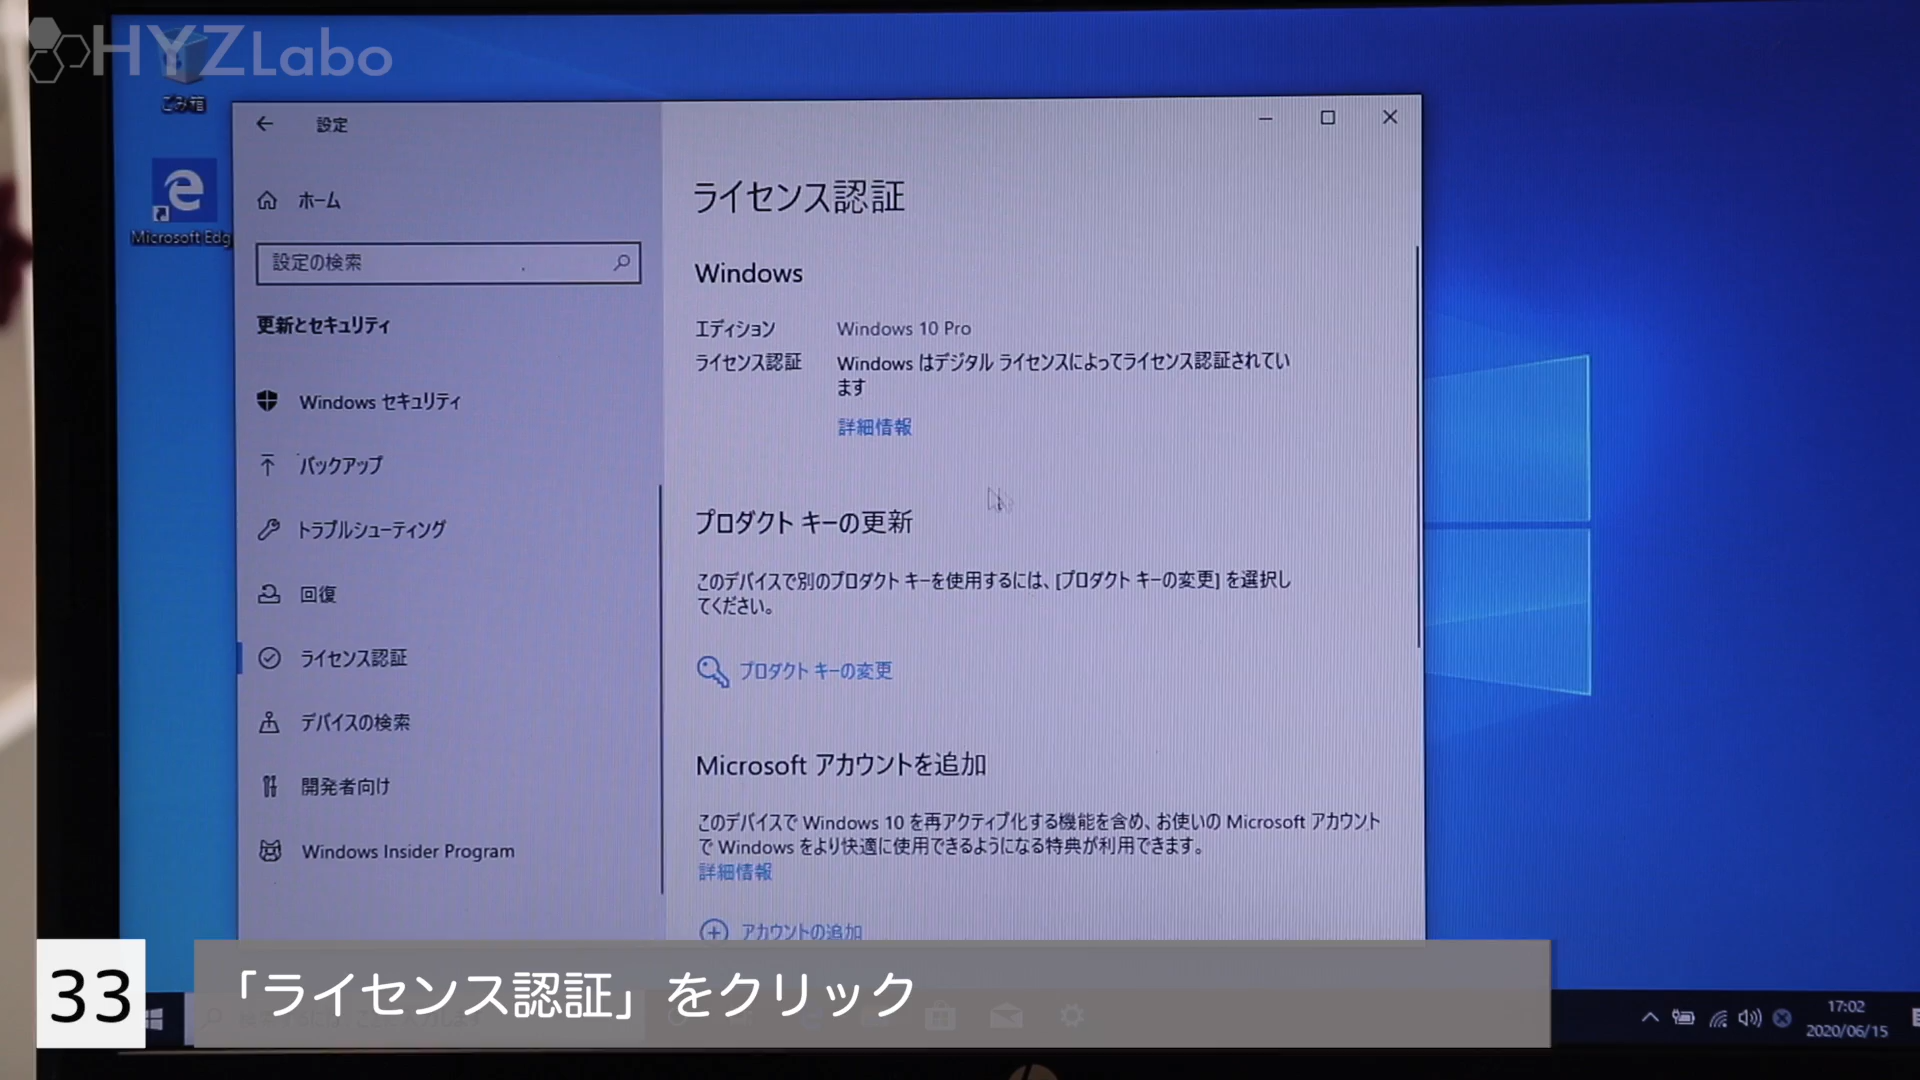 HYZLabo
ごみ箱
Microsoft Edg
設定
ホーム
設定の検索
更新とセキュリティ
Windows セキュリティ
バックアップ
トラブルシューティング
回復
ライセンス認証
デバイスの検索
開発者向け
Windows Insider Program
ライセンス認証
Windows
エディション Windows 10 Pro
ライセンス認証 Windows はデジタル ライセンスによってライセンス認証されてい
ます
詳細情報
プロダクト キーの更新
このデバイスで別のプロダクト キーを使用するには、[プロダクト キーの変更] を選択し
てください。
プロダクト キーの変更
Microsoft アカウントを追加
このデバイスで Windows 10 を再アクティブ化する機能を含め、お使いの Microsoft アカウント
で Windows をより快適に使用できるようになる特典が利用できます。
詳細情報
アカウントの追加
33
「ライセンス認証」をクリック
17:02
2020/06/15